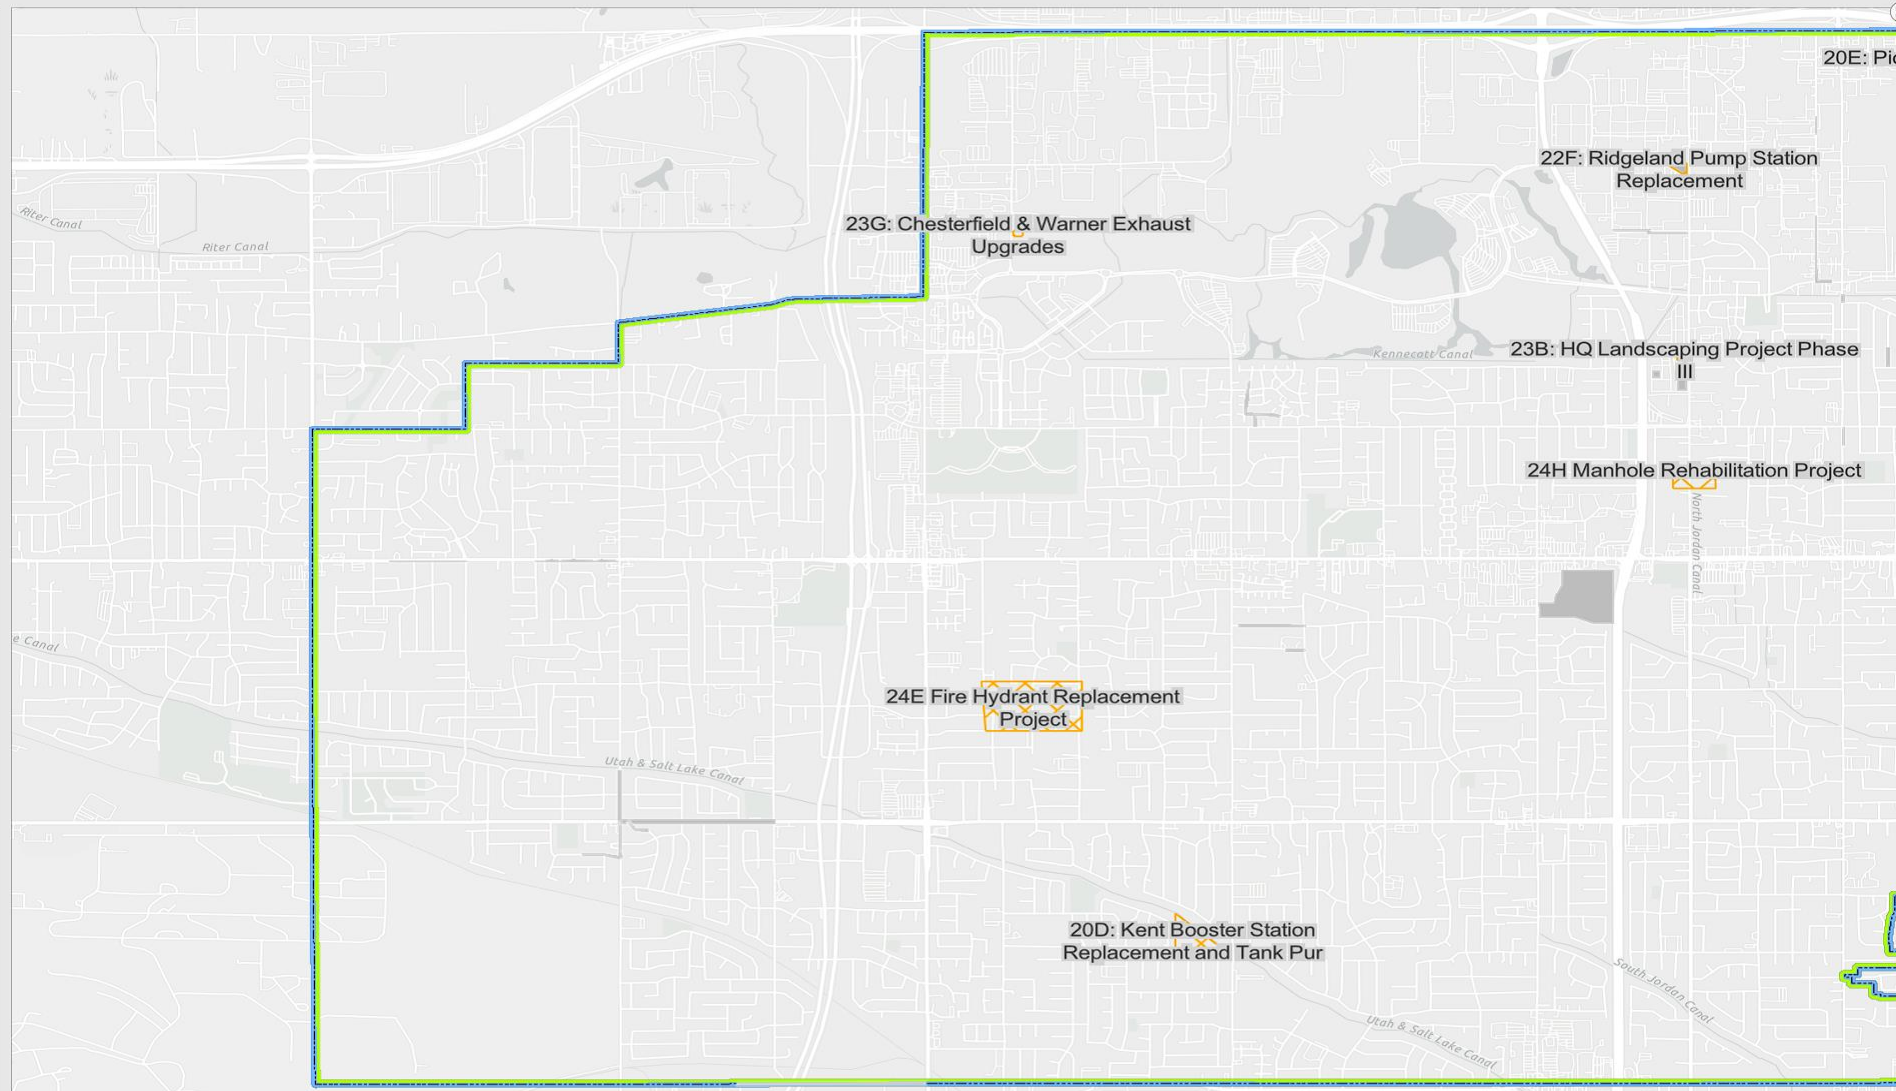 20E: Pic
22F: Ridgeland Pump Station
Replacement
Riter Canal
Riter Canal
23G: Chesterfield & Warner Exhaust
Upgrades
Kennecott Canal
23B: HQ Landscaping Project Phase
III
24H Manhole Rehabilitation Project
North Jordan Canal
e Canal
24E Fire Hydrant Replacement
Project
Utah & Salt Lake Canal
20D: Kent Booster Station
Replacement and Tank Pur
South Jordan Canal
Utah & Salt Lake Canal